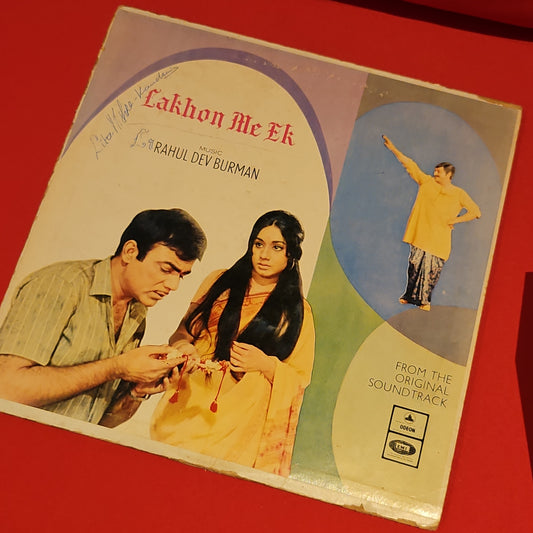 Lakhon Me Ek
MUSIC
RAHUL DEV BURMAN
FROM THE
ORIGINAL
SOUNDTRACK
ODEON
EMI